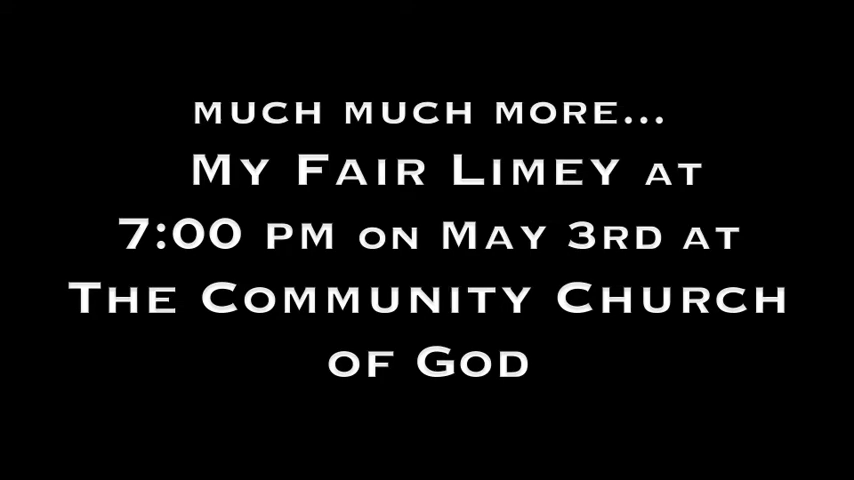 MUCH MUCH MORE...
MY FAIR LIMEY AT
7:00 PM ON MAY 3RD AT
THE COMMUNITY CHURCH
OF GOD